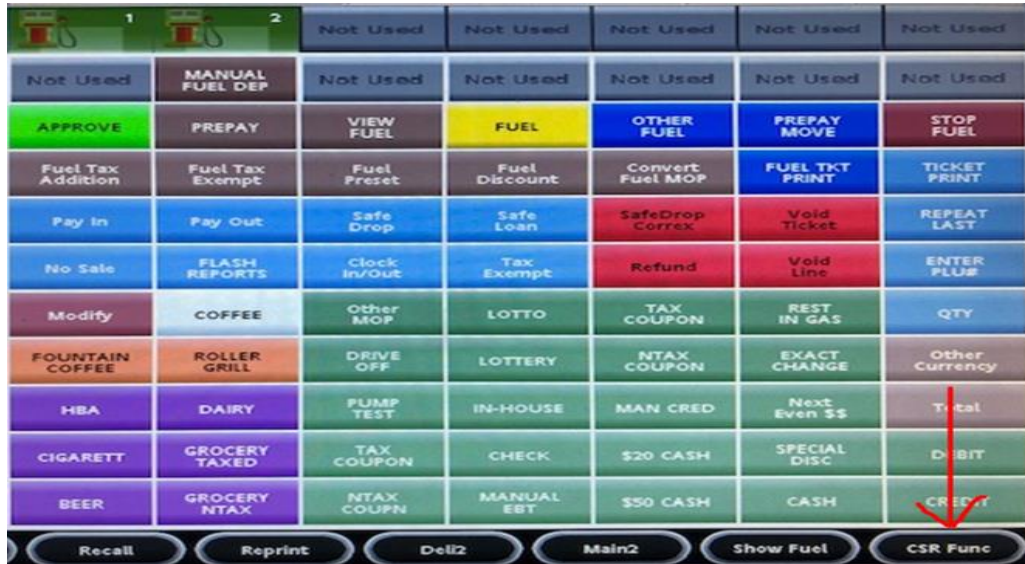 1 2 Not Used Not Used Not Used Not Used Not Used
Not Used MANUAL FUEL DEP Not Used Not Used Not Used Not Used Not Used
APPROVE PREPAY VIEW FUEL FUEL OTHER FUEL PREPAY MOVE STOP FUEL
Fuel Tax Addition Fuel Tax Exempt Fuel Preset Fuel Discount Convert Fuel MOP FUEL TKT PRINT TICKET PRINT
Pay In Pay Out Safe Drop Safe Loan SafeDrop Correx Void Ticket REPEAT LAST
No Sale FLASH REPORTS Clock In/Out Tax Exempt Refund Void Line ENTER PLU#
Modify COFFEE Other MOP LOTTO TAX COUPON REST IN GAS QTY
FOUNTAIN COFFEE ROLLER GRILL DRIVE OFF LOTTERY NTAX COUPON EXACT CHANGE Other Currency
HBA DAIRY PUMP TEST IN-HOUSE MAN CRED Next Even $$ Total
CIGARETT GROCERY TAXED TAX COUPON CHECK $20 CASH SPECIAL DISC DEBIT
BEER GROCERY NTAX NTAX COUPN MANUAL EBT $50 CASH CASH CREDIT
Recall Reprint Deli2 Main2 Show Fuel CSR Func